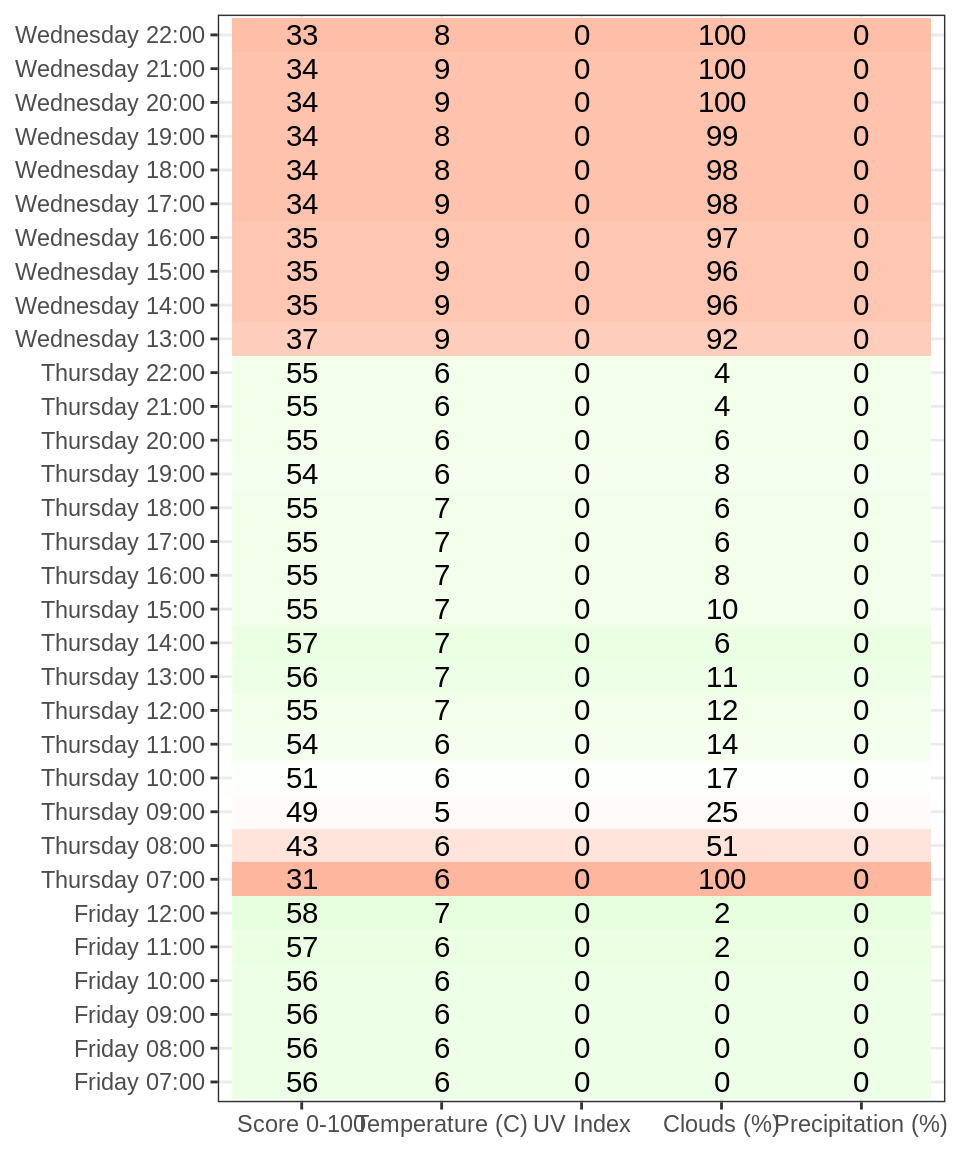 Wednesday 22:00 33 8 0 100 0
Wednesday 21:00 34 9 0 100 0
Wednesday 20:00 34 9 0 100 0
Wednesday 19:00 34 8 0 99 0
Wednesday 18:00 34 8 0 98 0
Wednesday 17:00 34 9 0 98 0
Wednesday 16:00 35 9 0 97 0
Wednesday 15:00 35 9 0 96 0
Wednesday 14:00 35 9 0 96 0
Wednesday 13:00 37 9 0 92 0
Thursday 22:00 55 6 0 4 0
Thursday 21:00 55 6 0 4 0
Thursday 20:00 55 6 0 6 0
Thursday 19:00 54 6 0 8 0
Thursday 18:00 55 7 0 6 0
Thursday 17:00 55 7 0 6 0
Thursday 16:00 55 7 0 8 0
Thursday 15:00 55 7 0 10 0
Thursday 14:00 57 7 0 6 0
Thursday 13:00 56 7 0 11 0
Thursday 12:00 55 7 0 12 0
Thursday 11:00 54 6 0 14 0
Thursday 10:00 51 6 0 17 0
Thursday 09:00 49 5 0 25 0
Thursday 08:00 43 6 0 51 0
Thursday 07:00 31 6 0 100 0
Friday 12:00 58 7 0 2 0
Friday 11:00 57 6 0 2 0
Friday 10:00 56 6 0 0 0
Friday 09:00 56 6 0 0 0
Friday 08:00 56 6 0 0 0
Friday 07:00 56 6 0 0 0
Score 0-100 Temperature (C) UV Index Clouds (%) Precipitation (%)